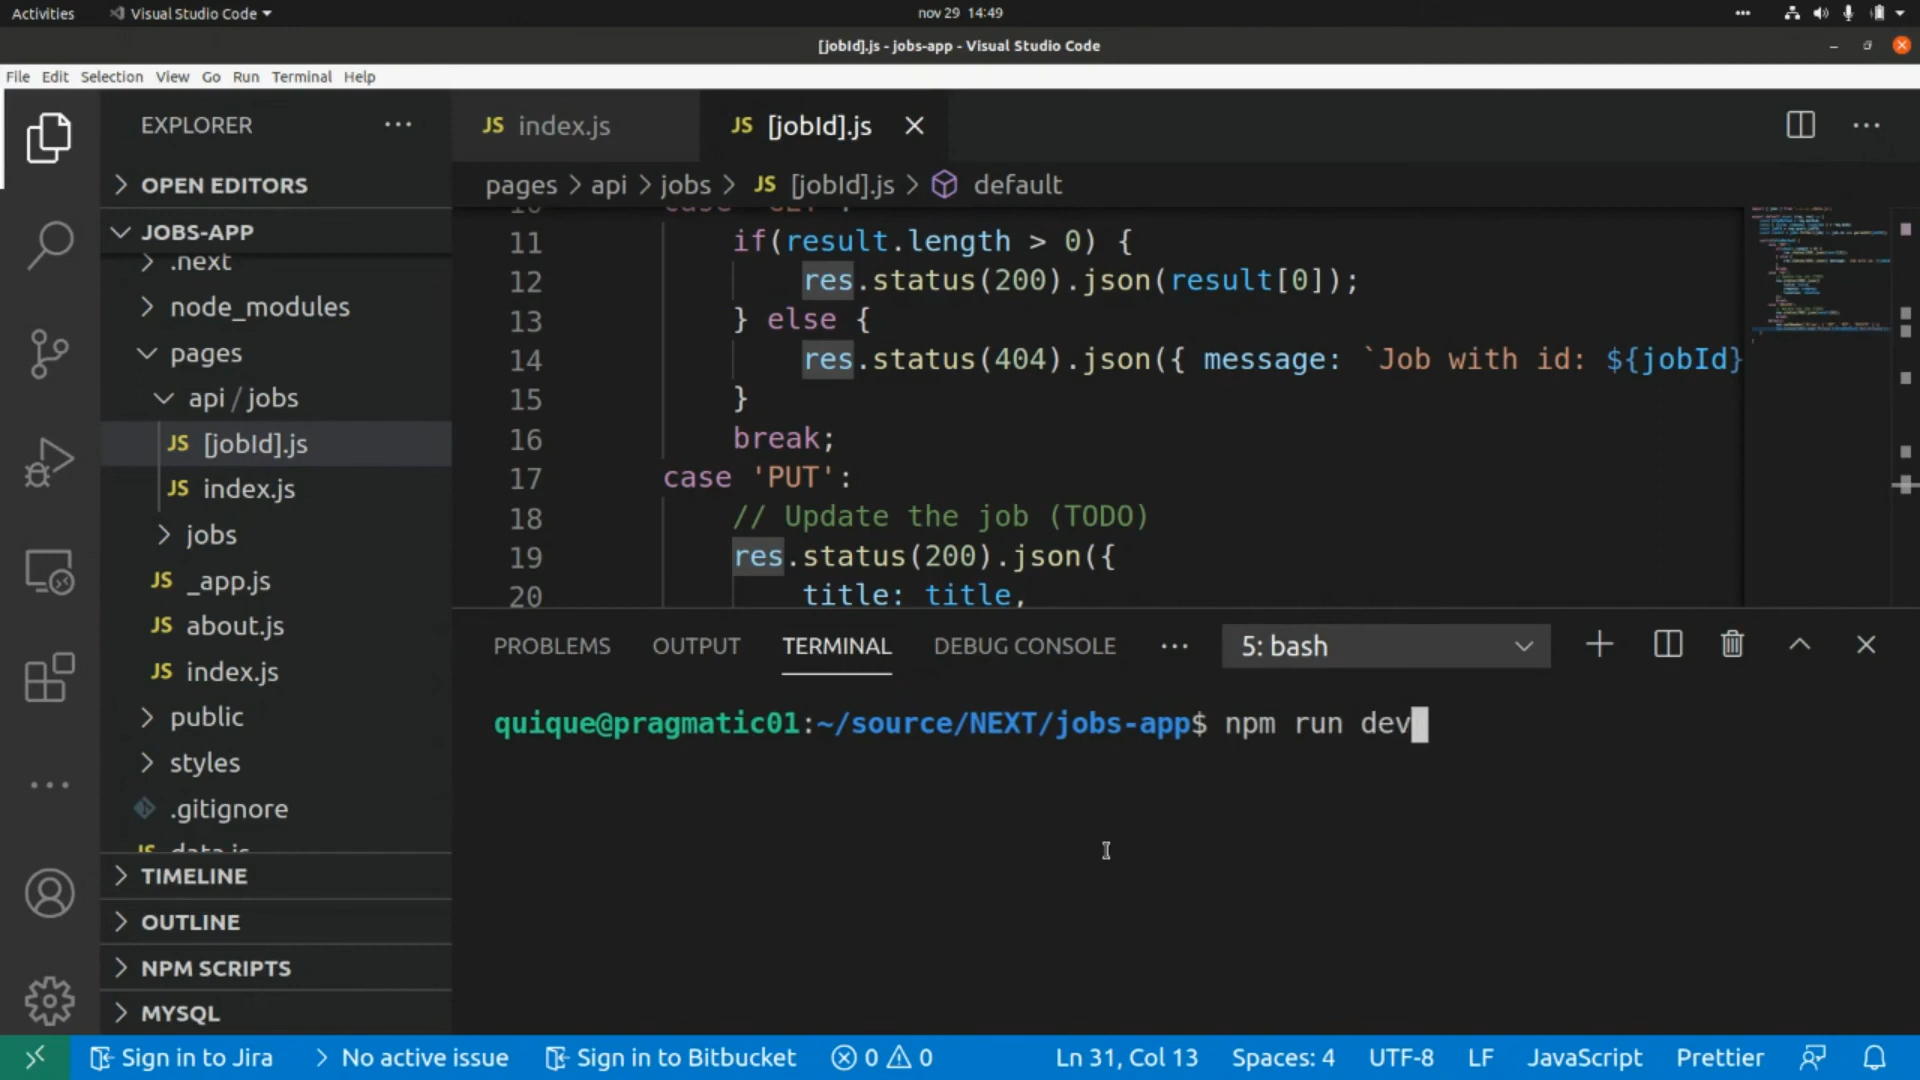 Activities
Visual Studio Code
nov 29 14:49
[jobId].js - jobs-app - Visual Studio Code
File Edit Selection View Go Run Terminal Help
EXPLORER
OPEN EDITORS
JOBS-APP
.next
node_modules
pages
api / jobs
JS [jobId].js
JS index.js
jobs
JS _app.js
JS about.js
JS index.js
public
styles
.gitignore
JS data.js
TIMELINE
OUTLINE
NPM SCRIPTS
MYSQL
JS index.js
JS [jobId].js
pages > api > jobs > JS [jobId].js > default
11 if(result.length > 0) {
12 res.status(200).json(result[0]);
13 } else {
14 res.status(404).json({ message: `Job with id: ${jobId}
15 }
16 break;
17 case 'PUT':
18 // Update the job (TODO)
19 res.status(200).json({
20 title: title,
PROBLEMS OUTPUT TERMINAL DEBUG CONSOLE ... 5: bash
quique@pragmatic01:~/source/NEXT/jobs-app$ npm run dev
Sign in to Jira
No active issue
Sign in to Bitbucket
0 0
Ln 31, Col 13
Spaces: 4
UTF-8
LF
JavaScript
Prettier